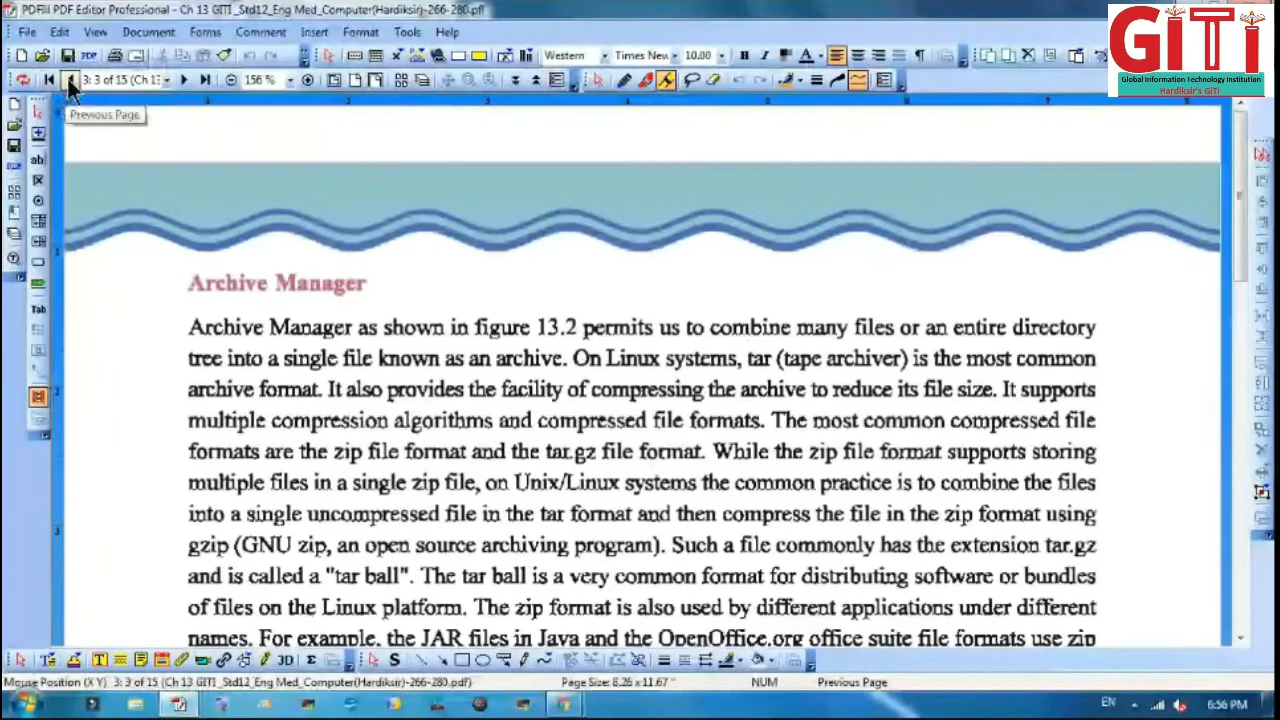 PDFill PDF Editor Professional - Ch 13 GITI_Std12_Eng Med_Computer(Hardiksir)-266-280.pdf
File Edit View Document Forms Comment Insert Format Tools Help
Western Times New 10.00
3: 3 of 15 (Ch 13 156 %
Previous Page
GiTi
Global Information Technology Institution
Hardiksir's GiTi
ab
Tab
Archive Manager
Archive Manager as shown in figure 13.2 permits us to combine many files or an entire directory
tree into a single file known as an archive. On Linux systems, tar (tape archiver) is the most common
archive format. It also provides the facility of compressing the archive to reduce its file size. It supports
multiple compression algorithms and compressed file formats. The most common compressed file
formats are the zip file format and the tar.gz file format. While the zip file format supports storing
multiple files in a single zip file, on Unix/Linux systems the common practice is to combine the files
into a single uncompressed file in the tar format and then compress the file in the zip format using
gzip (GNU zip, an open source archiving program). Such a file commonly has the extension tar.gz
and is called a "tar ball". The tar ball is a very common format for distributing software or bundles
of files on the Linux platform. The zip format is also used by different applications under different
names. For example, the JAR files in Java and the OpenOffice.org office suite file formats use zip
3D
Mouse Position (X Y) 3: 3 of 15 (Ch 13 GITI_Std12_Eng Med_Computer(Hardiksir)-266-280.pdf) Page Size: 8.26 x 11.67 " NUM Previous Page
EN 6:56 PM